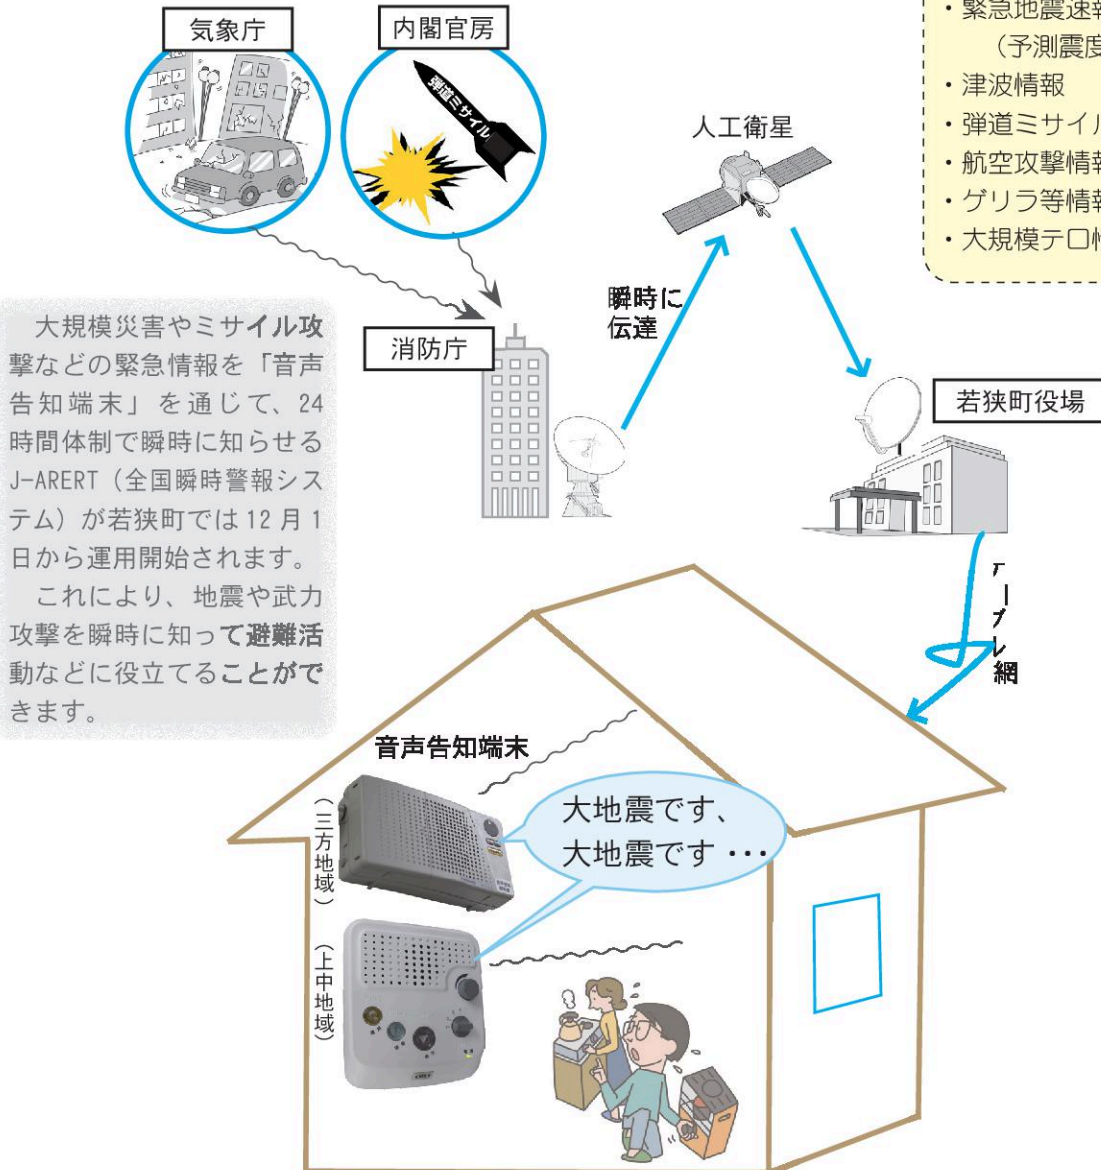 気象庁
内閣官房
弾道ミサイル
・緊急地震速報
（予測震度
・津波情報
・弾道ミサイル
・航空攻撃情報
・ゲリラ等情報
・大規模テロ情
人工衛星
瞬時に
伝達
消防庁
若狭町役場
大規模災害やミサイル攻
撃などの緊急情報を「音声
告知端末」を通じて、24
時間体制で瞬時に知らせる
J-ARERT（全国瞬時警報シス
テム）が若狭町では12月1
日から運用開始されます。
これにより、地震や武力
攻撃を瞬時に知って避難活
動などに役立てることがで
きます。
ーブル網
音声告知端末
（三方地域）
大地震です、
大地震です・・・
（上中地域）